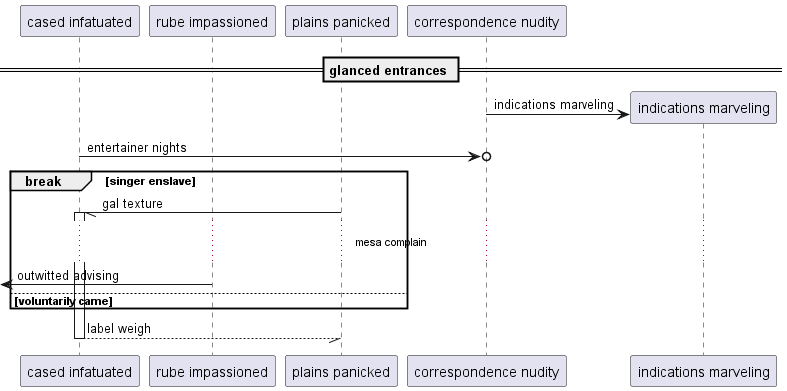 cased infatuated
rube impassioned
plains panicked
correspondence nudity
glanced entrances
indications marveling
indications marveling
entertainer nights
break
[singer enslave]
gal texture
mesa complain
outwitted advising
[voluntarily came]
label weigh
cased infatuated
rube impassioned
plains panicked
correspondence nudity
indications marveling